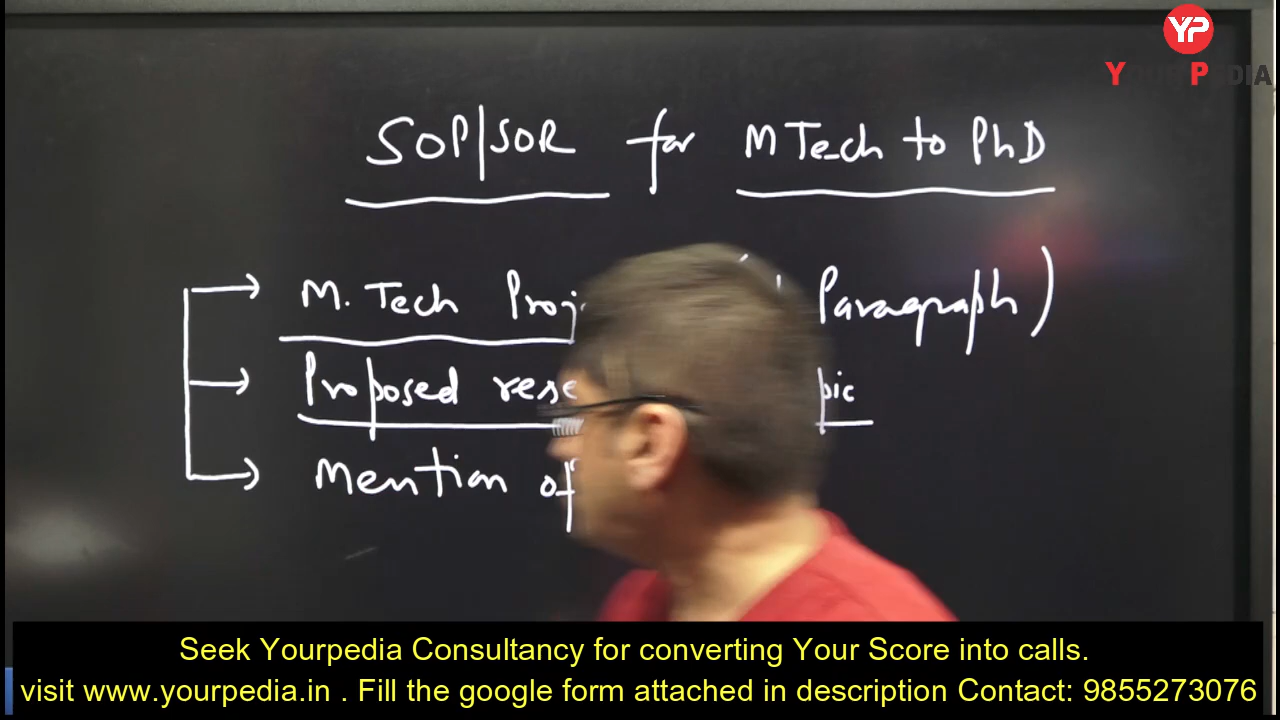 YP
YOURPEDIA
SOP/SOR for MTech to PhD
M. Tech Proj Paragraph)
Proposed rese pic
Mention of
Seek Yourpedia Consultancy for converting Your Score into calls.
visit www.yourpedia.in . Fill the google form attached in description Contact: 9855273076